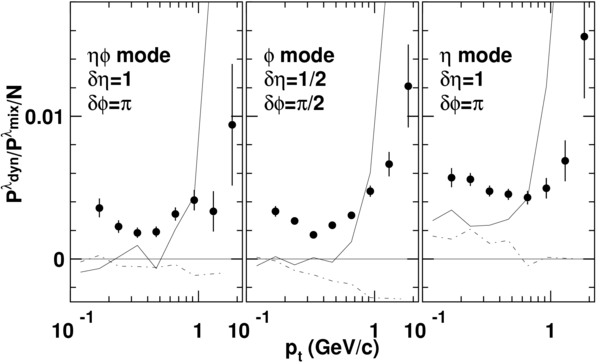 ηφ mode
δη=1
δφ=π
φ mode
δη=1/2
δφ=π/2
η mode
δη=1
δφ=π
P^λ_dyn/P^λ_mix/N
0.01
0
10^-1 1 10^-1 1 10^-1 1
p_t (GeV/c)